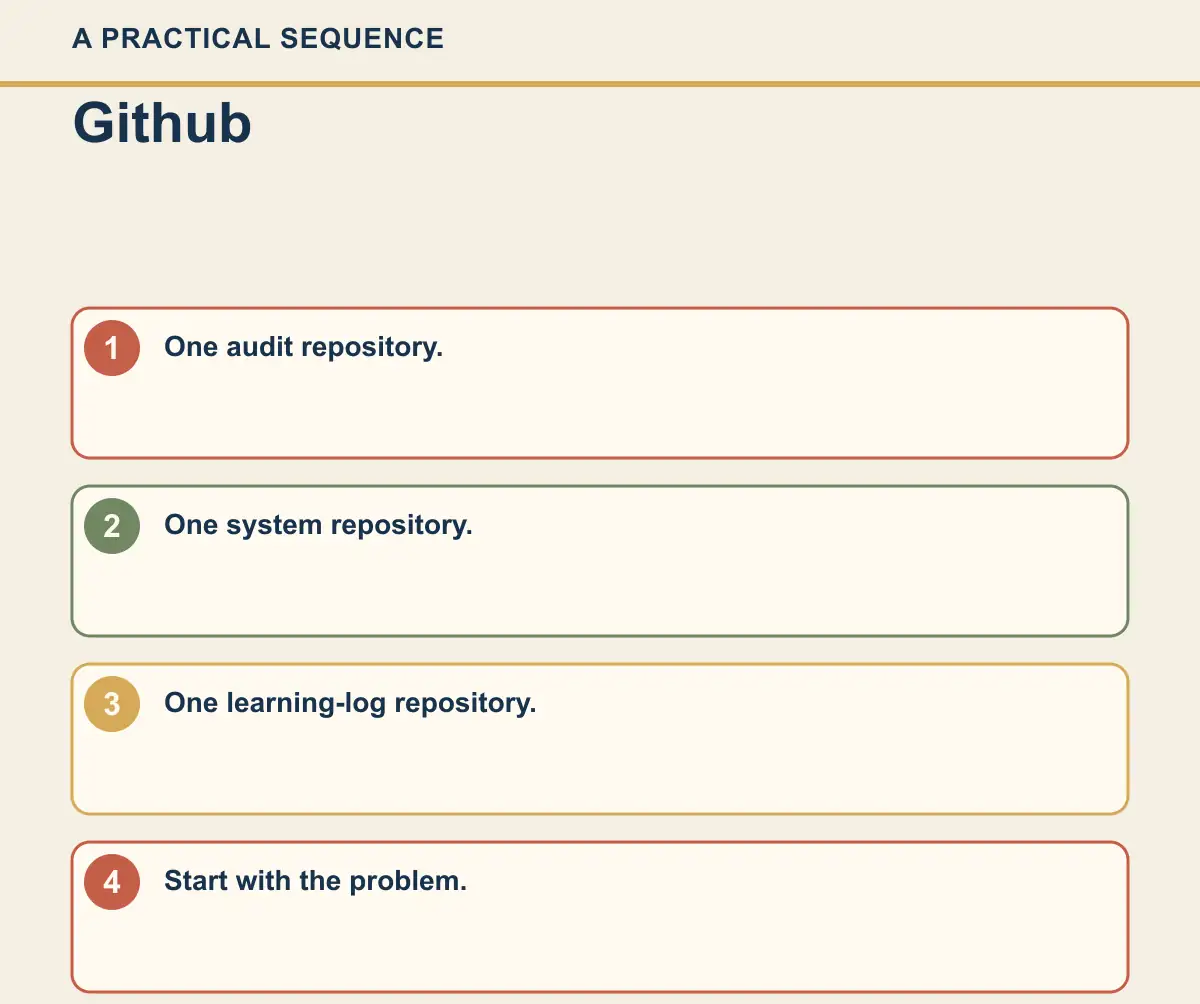 A PRACTICAL SEQUENCE
Github
1 One audit repository.
2 One system repository.
3 One learning-log repository.
4 Start with the problem.